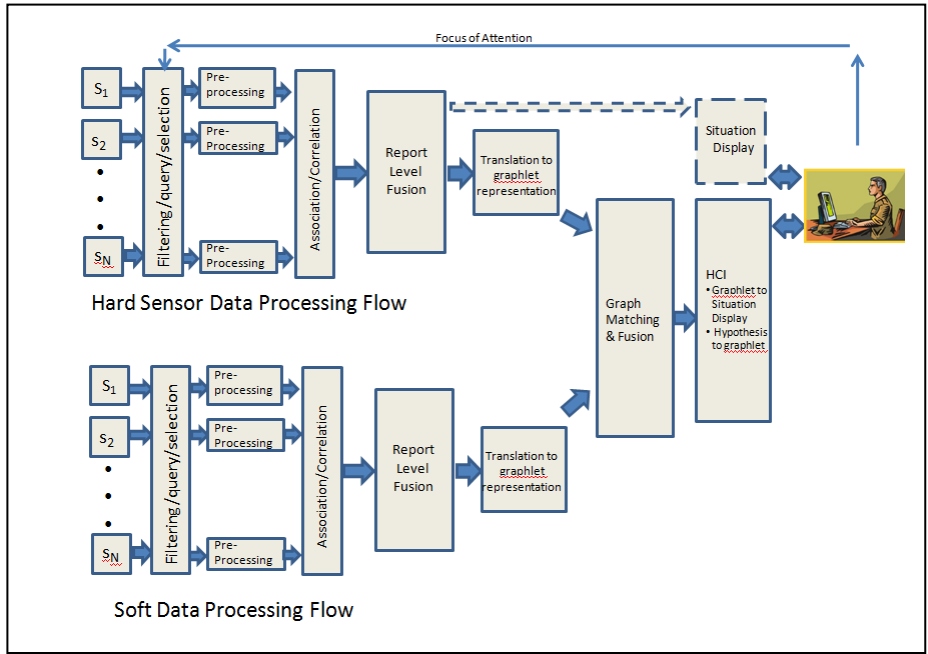 Focus of Attention
S1
S2
SN
Filtering/query/selection
Pre-
processing
Pre-
Processing
Pre-
Processing
Association/Correlation
Report
Level
Fusion
Translation to
graphlet
representation
Situation
Display
Hard Sensor Data Processing Flow
Graph
Matching
& Fusion
HCI
• Graphlet to
Situation
Display
• Hypothesis
to graphlet
S1
S2
SN
Filtering/query/selection
Pre-
processing
Pre-
Processing
Pre-
Processing
Association/Correlation
Report
Level
Fusion
Translation to
graphlet
representation
Soft Data Processing Flow